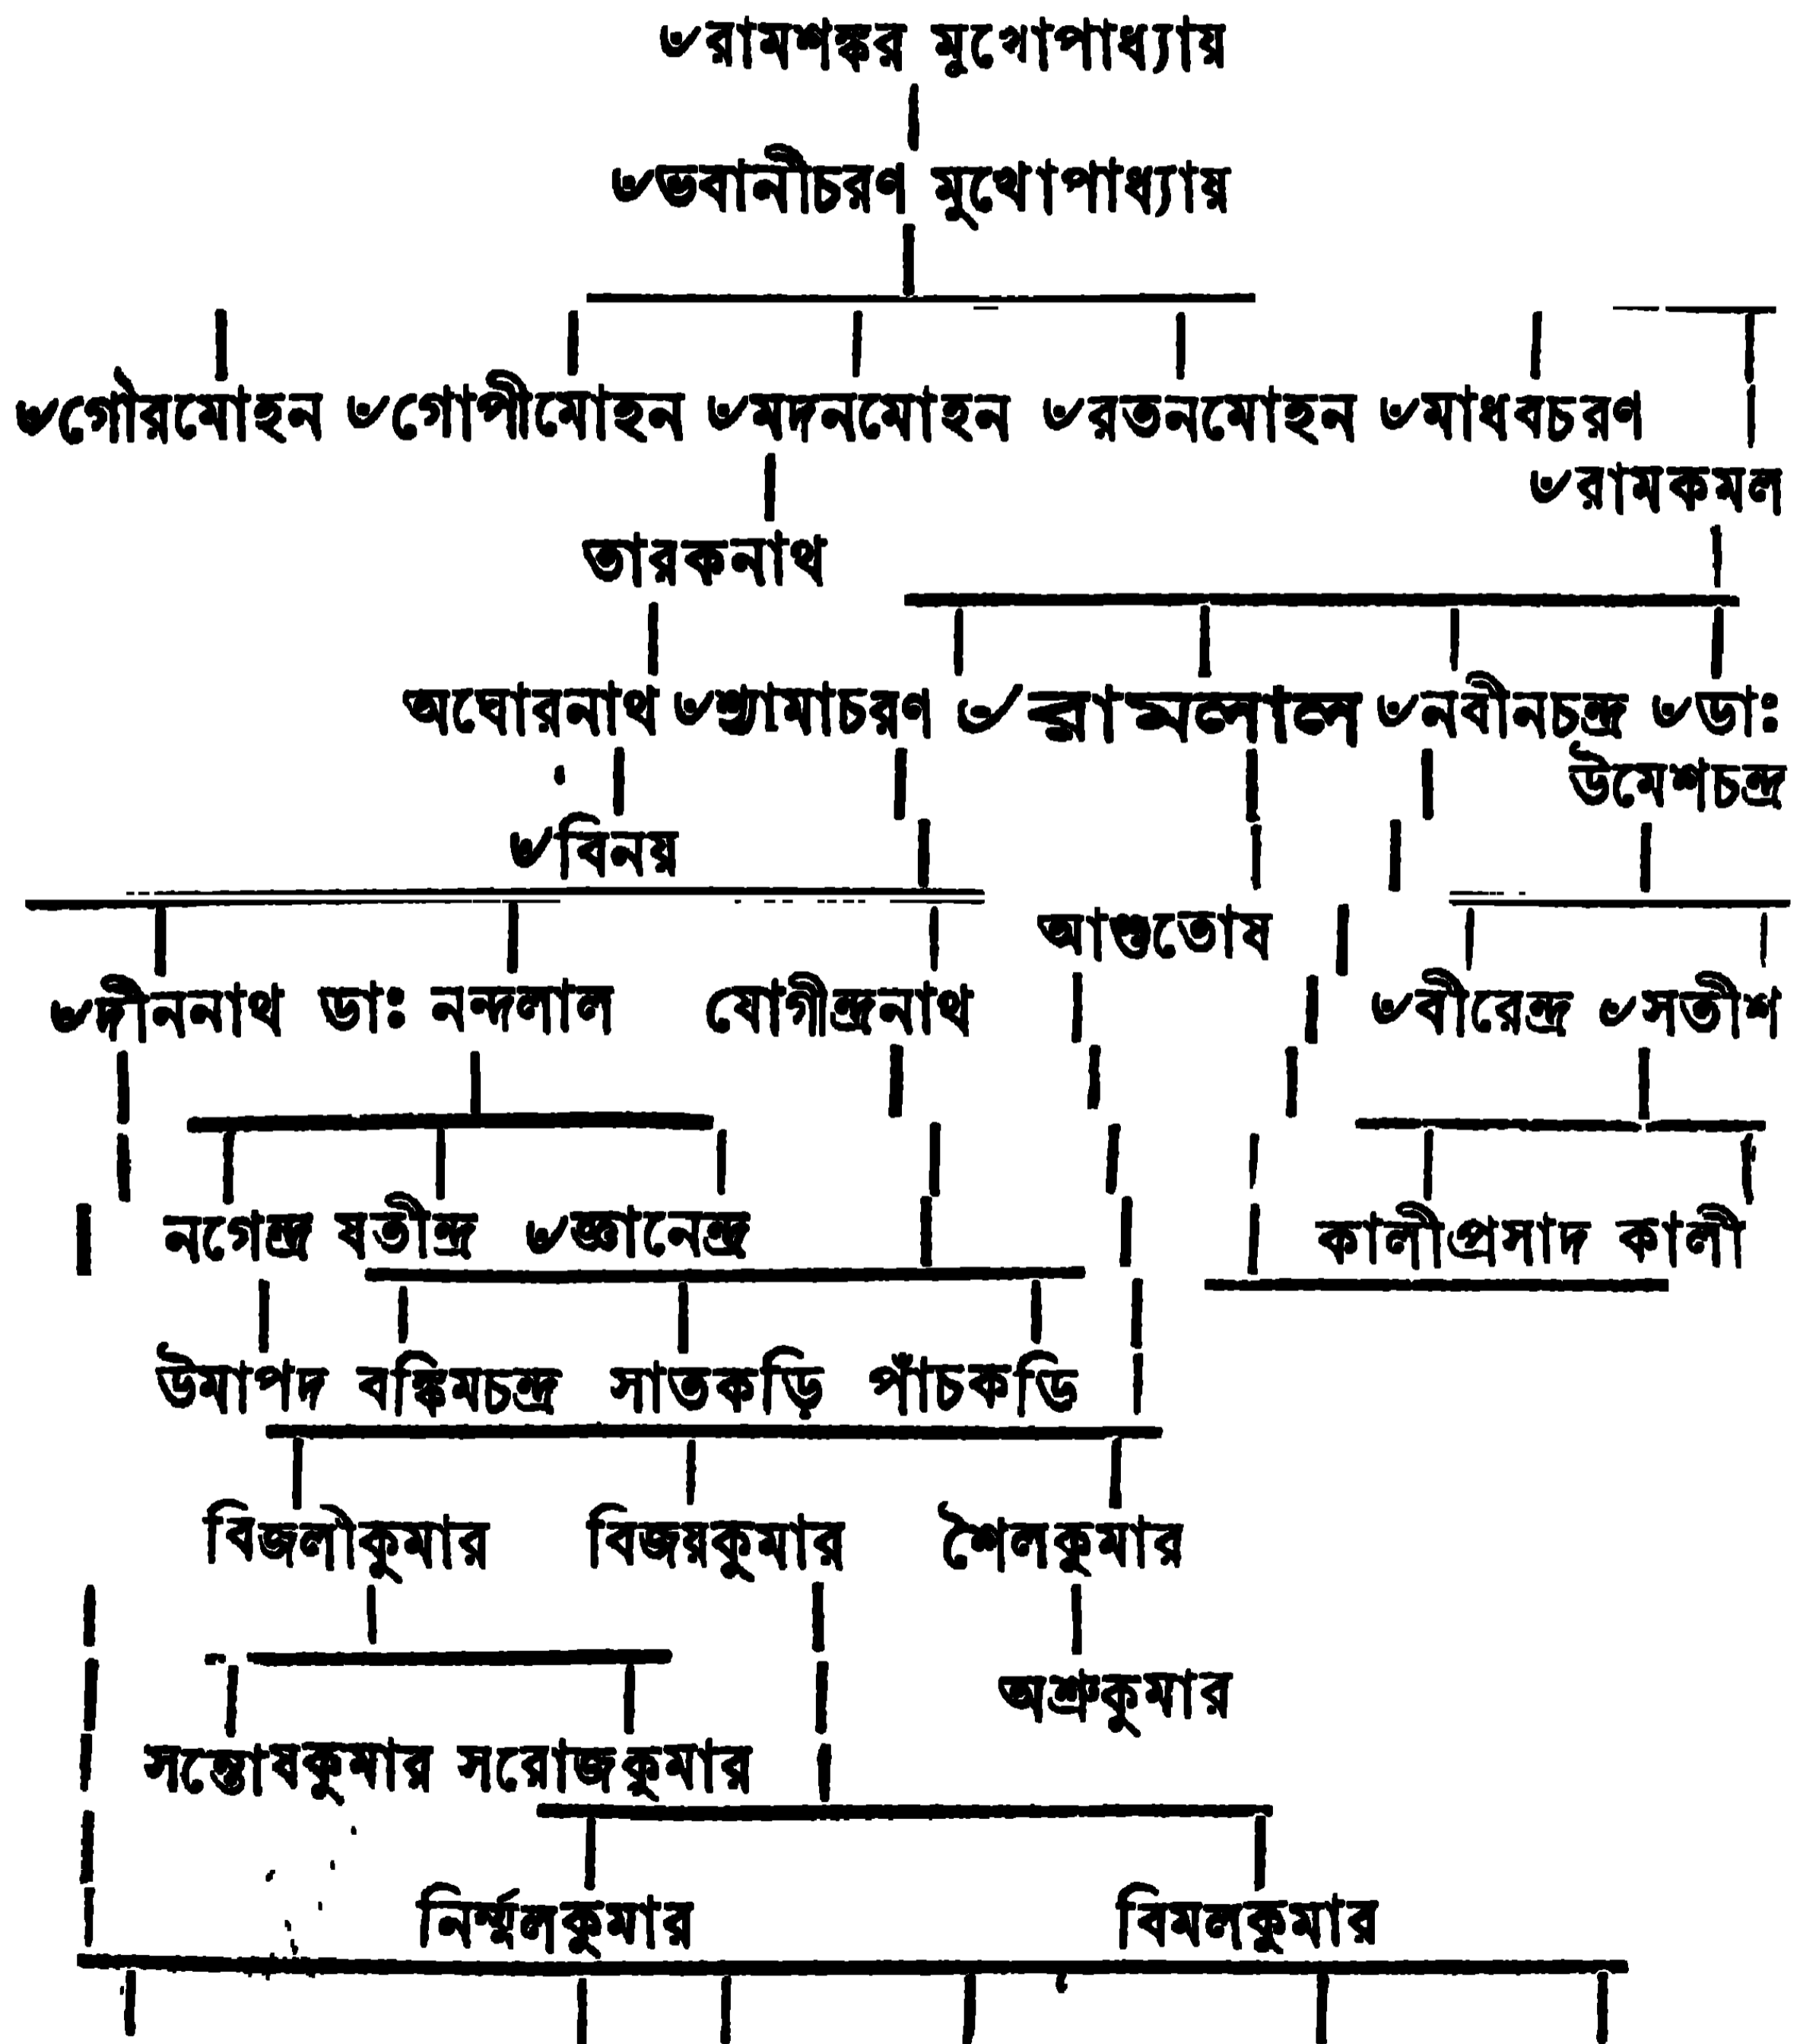 ৺রামশঙ্কর মুখোপাধ্যায়
৺ভবানীচরণ মুখোপাধ্যায়
৺গৌরমোহন ৺গোপীমোহন ৺মদনমোহন ৺রতনমোহন ৺মাধবচরণ
৺রামকমল
তারকনাথ
অঘোরনাথ ৺শ্যামাচরণ ৺রামলাল ৺নবীনচন্দ্র ৺ডাঃ
উমেশচন্দ্র
৺বিনয়
আশুতোষ
৺দীননাথ ডাঃ নন্দলাল যোগীন্দ্রনাথ ৺বীরেন্দ্র ৺সতীশ
নগেন্দ্র যতীন্দ্র ৺জ্ঞানেন্দ্র কালীপ্রসাদ কালী
উমাপদ বঙ্কিমচন্দ্র সাতকড়ি পাঁচকডি
বিজলীকুমার বিজয়কুমার শৈলকুমার
অশ্রুকুমার
সন্তোষকুমার সরোজকুমার
নির্ম্মলকুমার বিমলকুমার